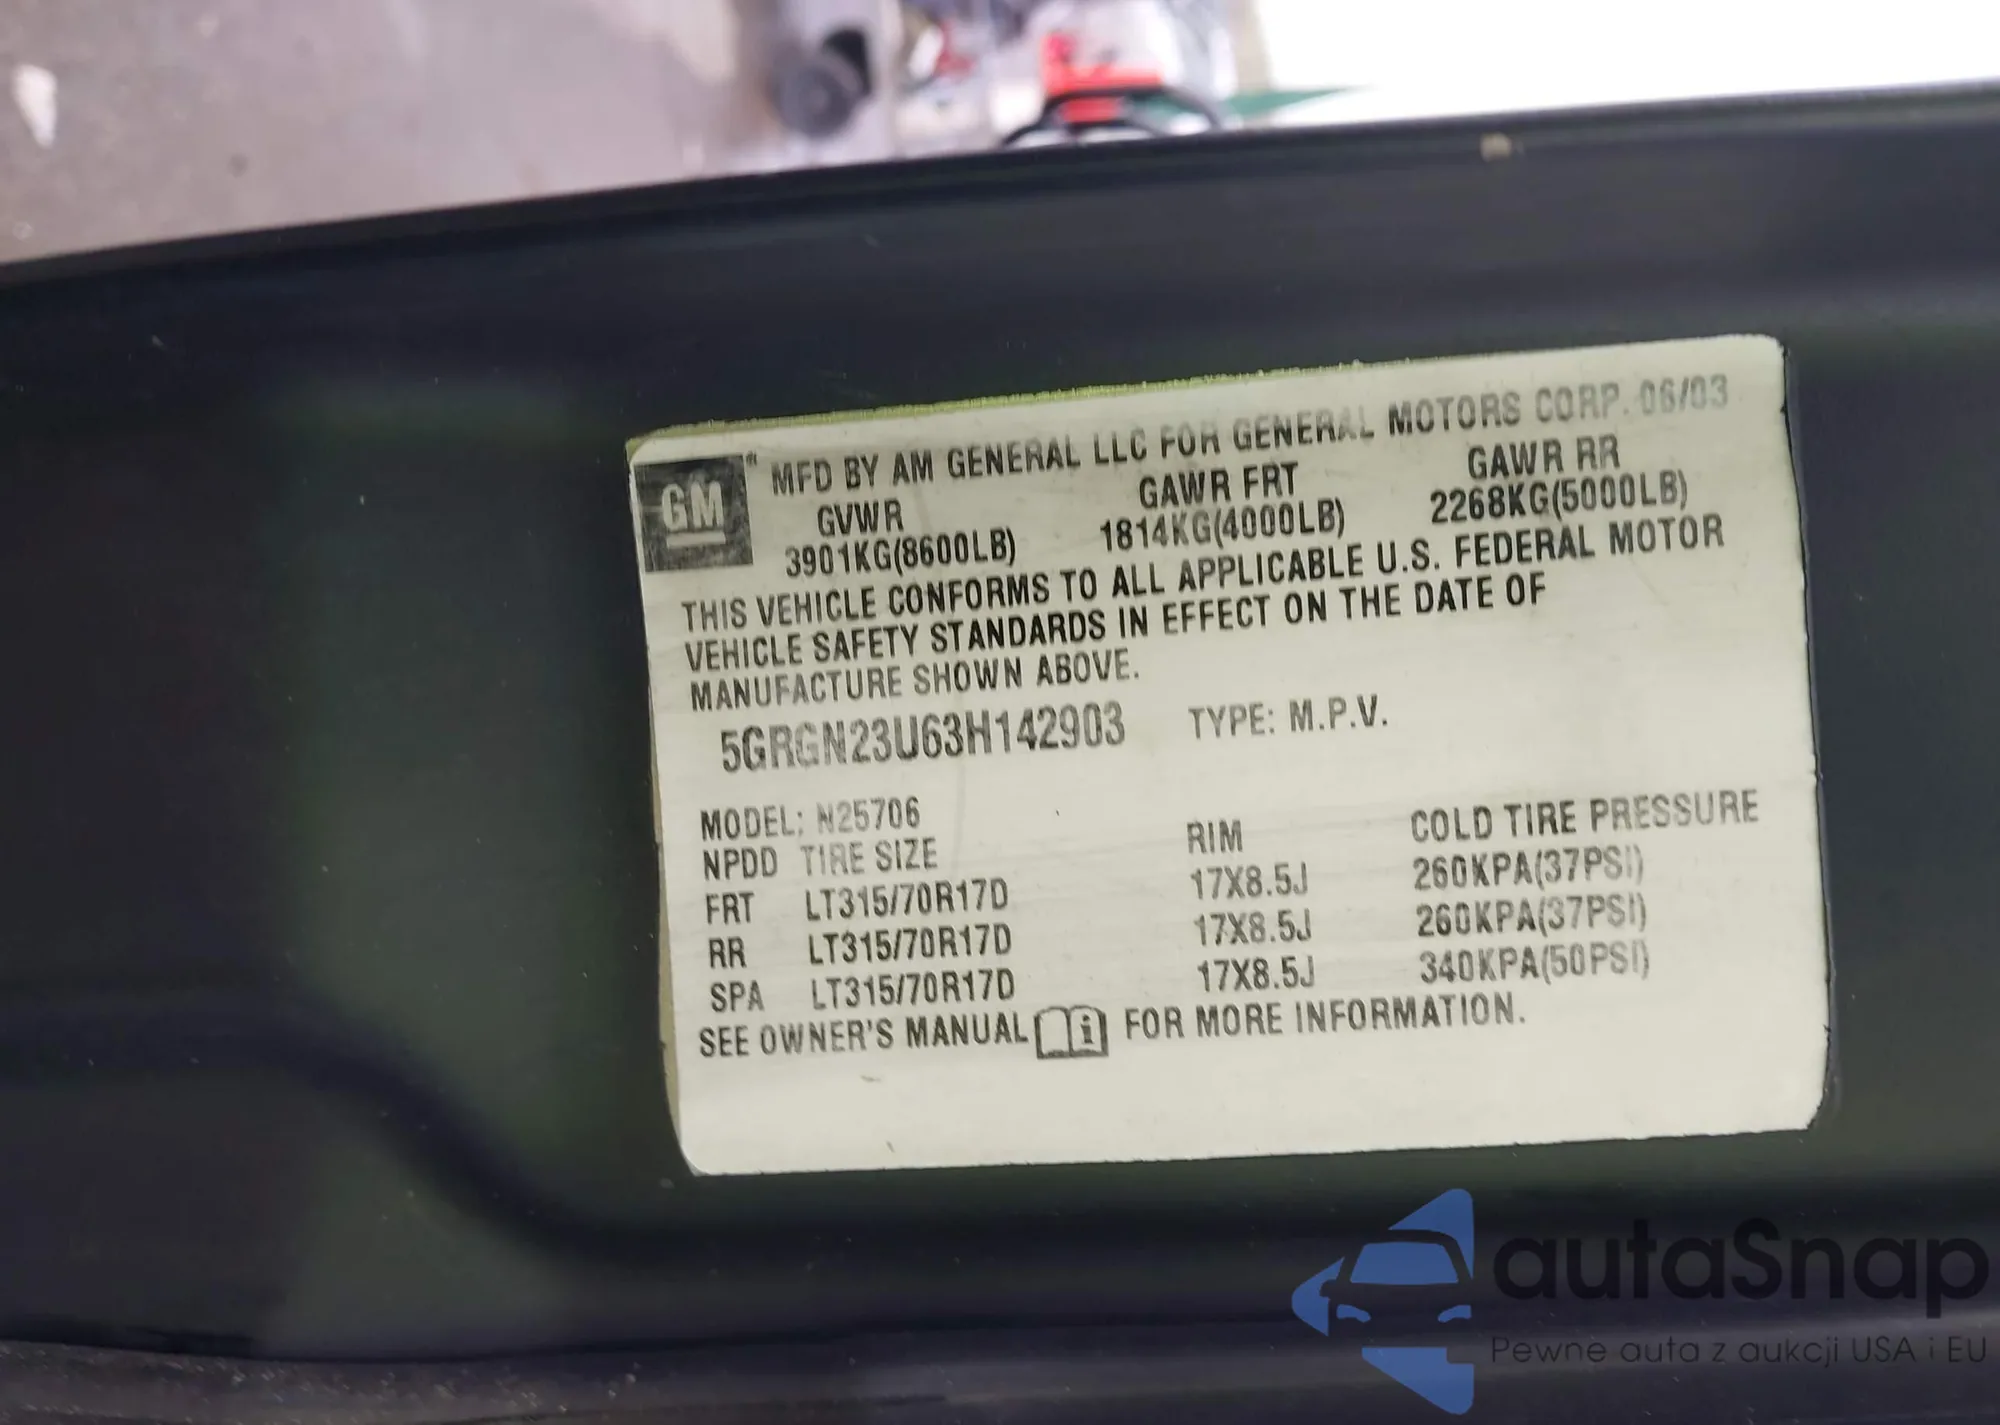 MFD BY AM GENERAL LLC FOR GENERAL MOTORS CORP. 06/03
GM
GVWR GAWR FRT GAWR RR
3901KG(8600LB) 1814KG(4000LB) 2268KG(5000LB)
THIS VEHICLE CONFORMS TO ALL APPLICABLE U.S. FEDERAL MOTOR
VEHICLE SAFETY STANDARDS IN EFFECT ON THE DATE OF
MANUFACTURE SHOWN ABOVE.
5GRGN23U63H142903 TYPE: M.P.V.
MODEL: N25706
NPDD TIRE SIZE RIM COLD TIRE PRESSURE
FRT LT315/70R17D 17X8.5J 260KPA(37PSI)
RR LT315/70R17D 17X8.5J 260KPA(37PSI)
SPA LT315/70R17D 17X8.5J 340KPA(50PSI)
SEE OWNER'S MANUAL i FOR MORE INFORMATION.
autoSnap
Pewne auta z aukcji USA i EU